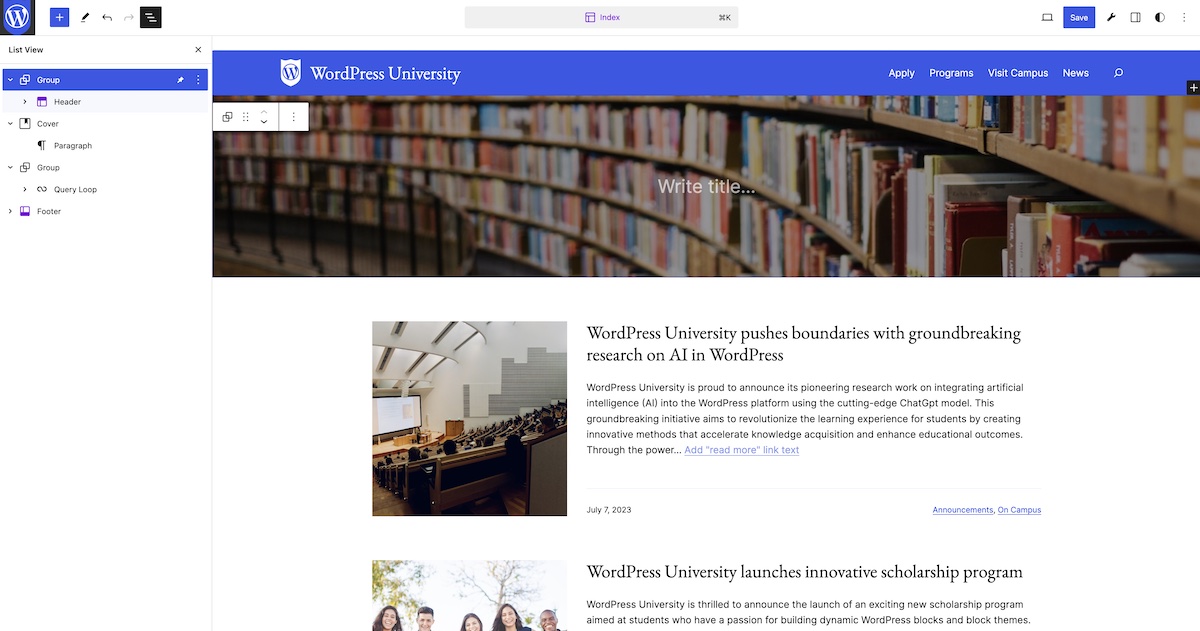 Index
⌘K
Save
List View
Group
Header
Cover
Paragraph
Group
Query Loop
Footer
WordPress University
Apply
Programs
Visit Campus
News
Write title...
WordPress University pushes boundaries with groundbreaking
research on AI in WordPress
WordPress University is proud to announce its pioneering research work on integrating artificial
intelligence (AI) into the WordPress platform using the cutting-edge ChatGpt model. This
groundbreaking initiative aims to revolutionize the learning experience for students by creating
innovative methods that accelerate knowledge acquisition and enhance educational outcomes.
Through the power… Add "read more" link text
July 7, 2023
Announcements, On Campus
WordPress University launches innovative scholarship program
WordPress University is thrilled to announce the launch of an exciting new scholarship program
aimed at students who have a passion for building dynamic WordPress blocks and block themes.